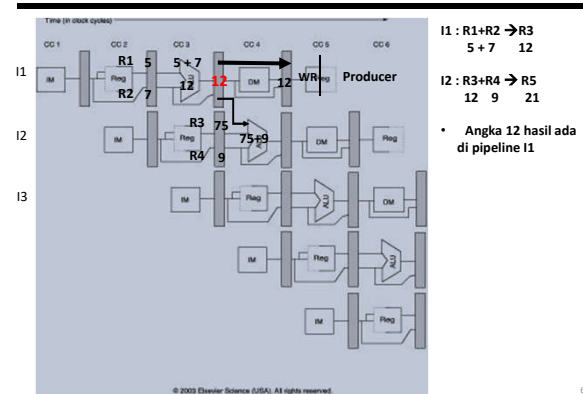 Time (in clock cycles)
CC 1 CC 2 CC 3 CC 4 CC 5 CC 6
I1 : R1+R2 → R3
5 + 7 12
I2 : R3+R4 → R5
12 9 21
• Angka 12 hasil ada
di pipeline I1
I1
IM R1 5 Reg R2 7 5 + 7 12 12 DM 12 WR Reg Producer
I2
IM R3 75 Reg R4 9 75+9 ALU DM Reg
I3
IM Reg ALU DM
IM Reg ALU
IM Reg
© 2003 Elsevier Science (USA). All rights reserved.
6